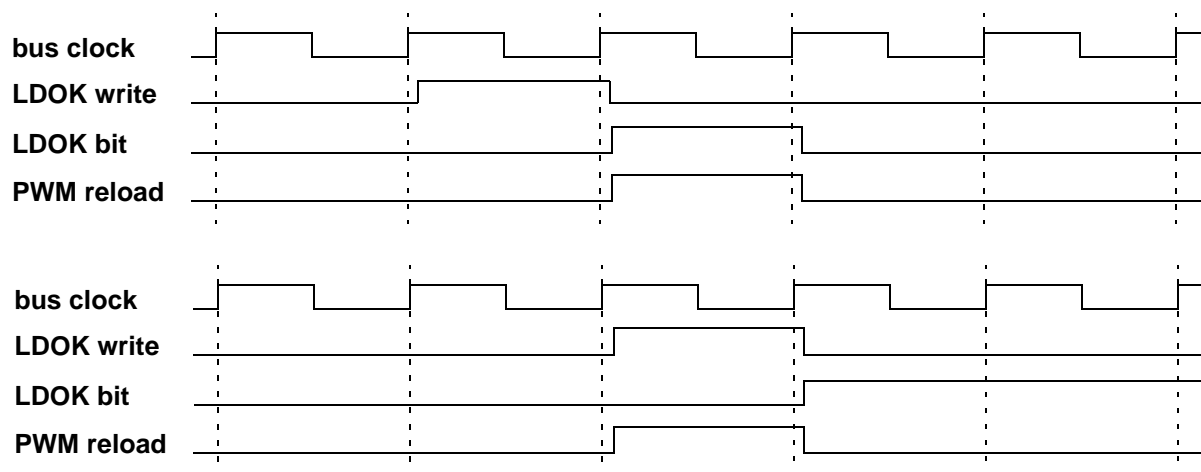 bus clock
LDOK write
LDOK bit
PWM reload
bus clock
LDOK write
LDOK bit
PWM reload